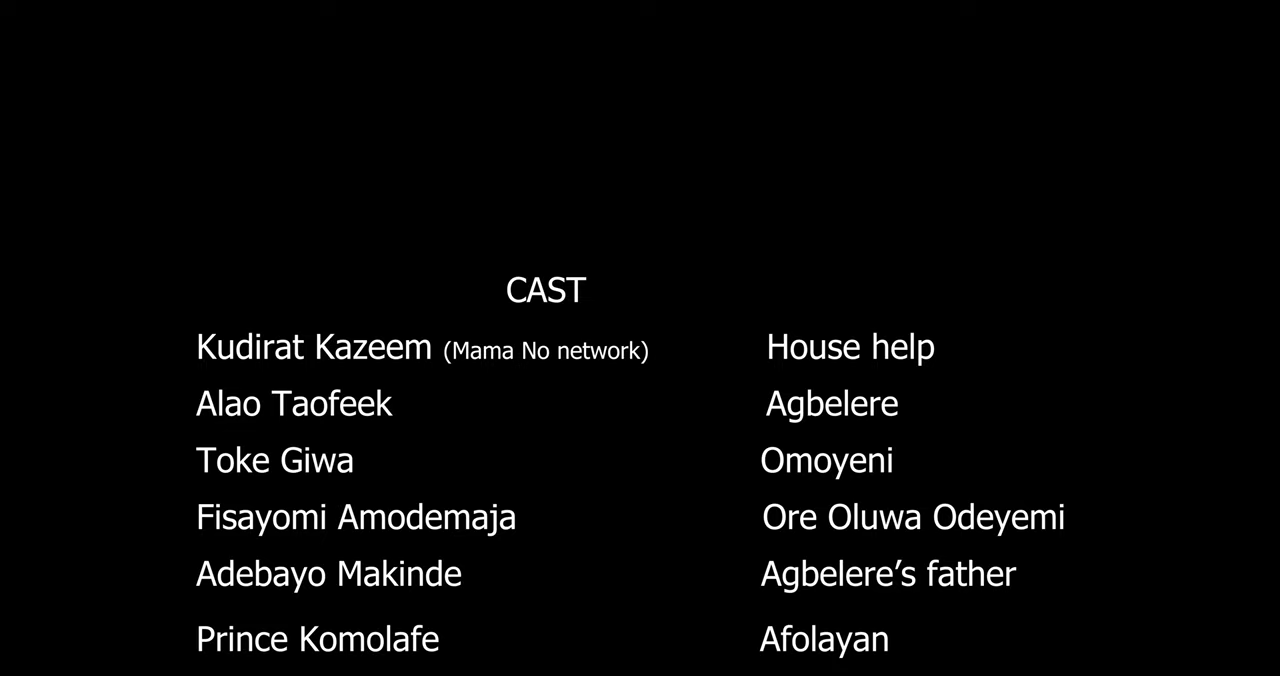 CAST
Kudirat Kazeem (Mama No network) House help
Alao Taofeek Agbelere
Toke Giwa Omoyeni
Fisayomi Amodemaja Ore Oluwa Odeyemi
Adebayo Makinde Agbelere’s father
Prince Komolafe Afolayan